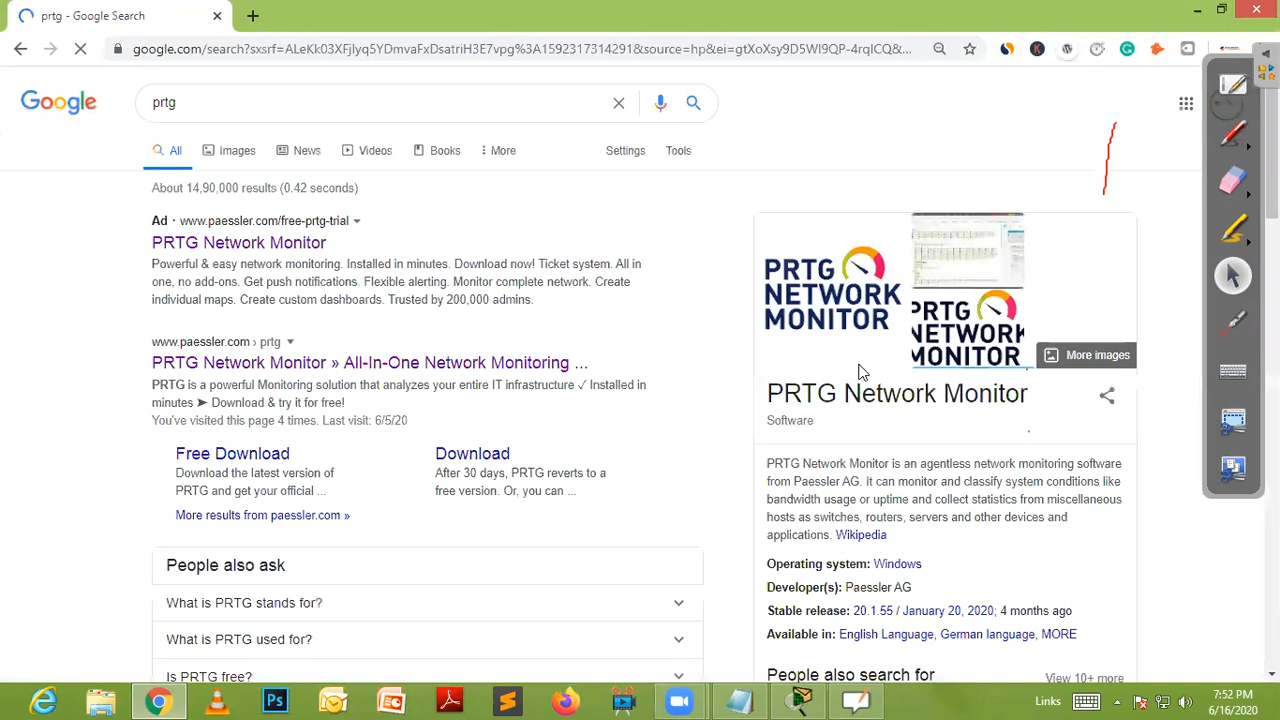 prtg - Google Search
google.com/search?sxsrf=ALeKk03XFjlyq5YDmvaFxDsatriH3E7vpg%3A1592317314291&source=hp&ei=gtXoXsy9D5WI9QP-4rqICQ&...
Google
prtg
All
Images
News
Videos
Books
More
Settings
Tools
About 14,90,000 results (0.42 seconds)
Ad · www.paessler.com/free-prtg-trial
PRTG Network Monitor
Powerful & easy network monitoring. Installed in minutes. Download now! Ticket system. All in
one, no add-ons. Get push notifications. Flexible alerting. Monitor complete network. Create
individual maps. Create custom dashboards. Trusted by 200,000 admins.
www.paessler.com › prtg
PRTG Network Monitor » All-In-One Network Monitoring ...
PRTG is a powerful Monitoring solution that analyzes your entire IT infrastructure ✓ Installed in
minutes ➤ Download & try it for free!
You've visited this page 4 times. Last visit: 6/5/20
Free Download
Download the latest version of
PRTG and get your official ...
Download
After 30 days, PRTG reverts to a
free version. Or, you can ...
More results from paessler.com »
People also ask
What is PRTG stands for?
What is PRTG used for?
Is PRTG free?
PRTG
NETWORK
MONITOR
PRTG
NETWORK
MONITOR
More images
PRTG Network Monitor
Software
PRTG Network Monitor is an agentless network monitoring software
from Paessler AG. It can monitor and classify system conditions like
bandwidth usage or uptime and collect statistics from miscellaneous
hosts as switches, routers, servers and other devices and
applications. Wikipedia
Operating system: Windows
Developer(s): Paessler AG
Stable release: 20.1.55 / January 20, 2020; 4 months ago
Available in: English Language, German language, MORE
People also search for
View 10+ more
Links
7:52 PM
6/16/2020